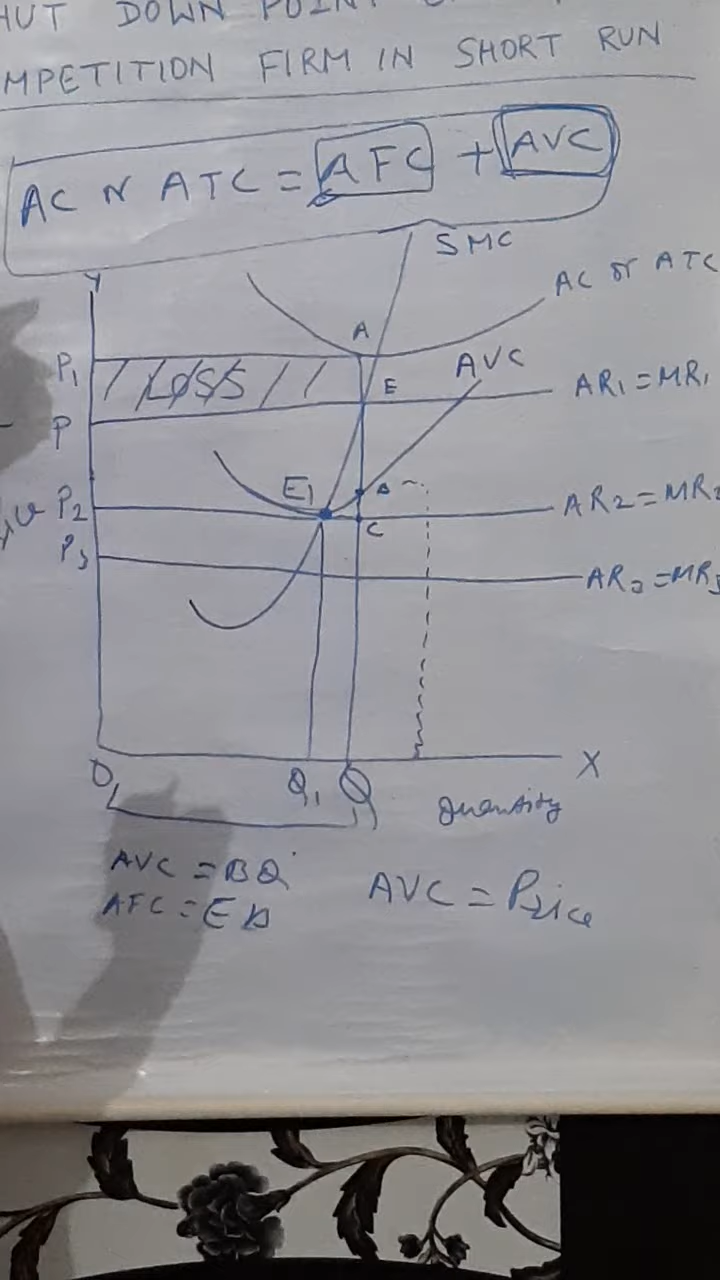 HUT DOWN POINT
MPETITION FIRM IN SHORT RUN
AC or ATC = AFC + AVC
SMC
Y
AC or ATC
A
P1
LOSS
E
AVC
AR1 = MR1
P
E1
B
P2
AR2 = MR2
C
P3
AR3 = MR3
O
Q1
Q
X
Quantity
AVC = BQ
AFC = EB
AVC = Price